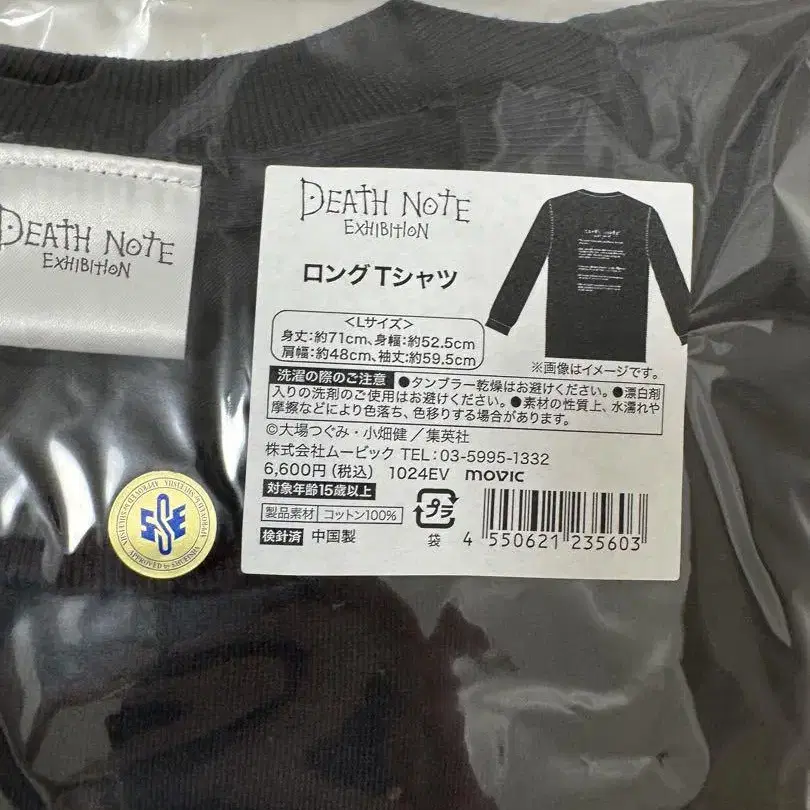 DEATH NOTE
EXHIBITION
DEATH NOTE
EXHIBITION
ロングTシャツ
<Lサイズ>
身丈:約71cm、身幅:約52.5cm
肩幅:約48cm、袖丈:約59.5cm
※画像はイメージです。
洗濯の際のご注意 ●タンブラー乾燥はお避けください。●漂白剤
入りの洗剤のご使用はお避けください。●素材の性質上、水濡れや
摩擦などにより色落ち、色移りする場合があります。
©大場つぐみ・小畑健/集英社
株式会社ムービック TEL:03-5995-1332
6,600円(税込) 1024EV movic
対象年齢15歳以上
製品素材 コットン100%
プラ
検針済 中国製
袋
4 550621 235603
APPROVED by SHUEISHA